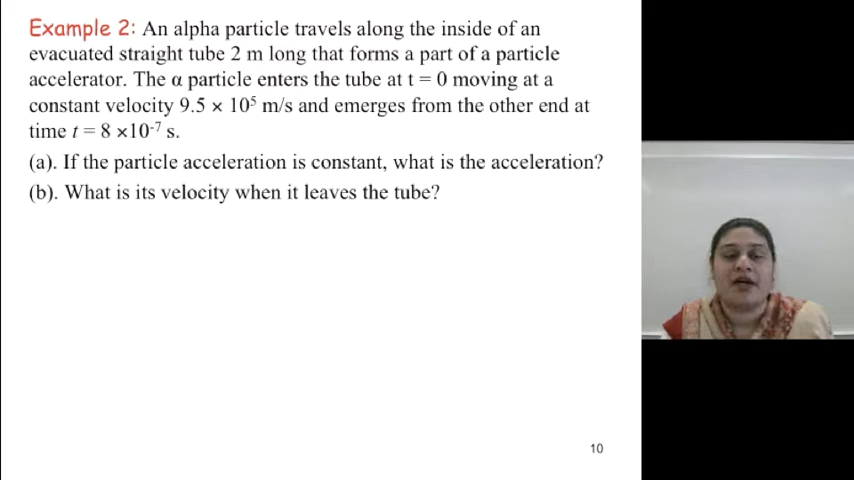 Example 2: An alpha particle travels along the inside of an
evacuated straight tube 2 m long that forms a part of a particle
accelerator. The α particle enters the tube at t = 0 moving at a
constant velocity 9.5 × 10⁵ m/s and emerges from the other end at
time t = 8 ×10⁻⁷ s.
(a). If the particle acceleration is constant, what is the acceleration?
(b). What is its velocity when it leaves the tube?
10